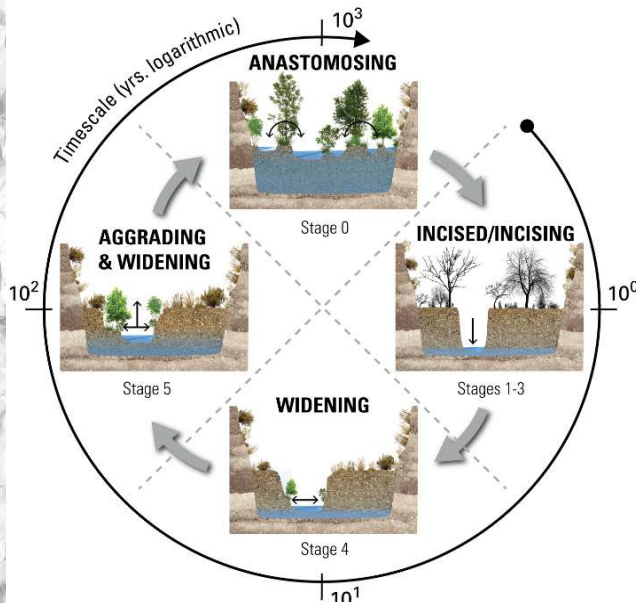 10³
Timescale (yrs. logarithmic)
ANASTOMOSING
Stage 0
INCISED/INCISING
10⁰
Stages 1-3
WIDENING
Stage 4
10¹
AGGRADING
& WIDENING
10²
Stage 5